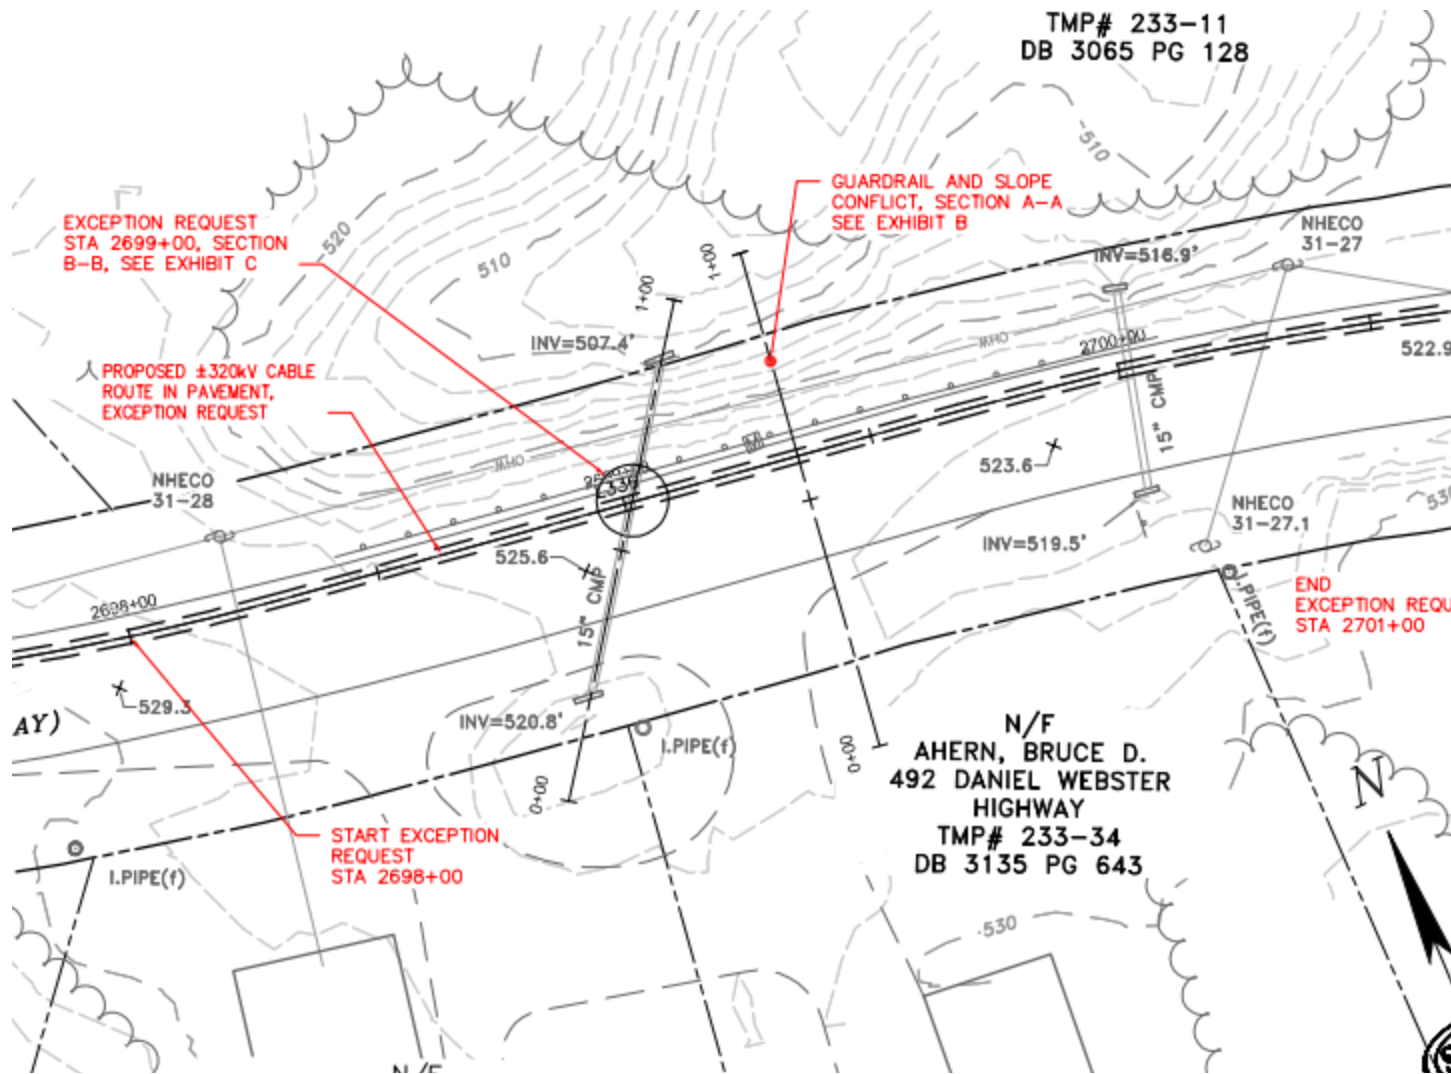 TMP# 233-11
DB 3065 PG 128
-510
GUARDRAIL AND SLOPE
CONFLICT, SECTION A-A
SEE EXHIBIT B
EXCEPTION REQUEST
STA 2699+00, SECTION
B-B, SEE EXHIBIT C
-520
510
1+00
1+00
NHECO
31-27
INV=516.9'
INV=507.4'
OHW
2700+00
522.9
PROPOSED ±320kV CABLE
ROUTE IN PAVEMENT,
EXCEPTION REQUEST
15" CMP
OHW
523.6
NHECO
31-28
NHECO
31-27.1
530
INV=519.5'
525.6
15" CMP
2698+00
END
EXCEPTION REQU
STA 2701+00
I.PIPE(f)
529.3
AY)
INV=520.8'
I.PIPE(f)
0+00
0+00
N/F
AHERN, BRUCE D.
492 DANIEL WEBSTER
HIGHWAY
TMP# 233-34
DB 3135 PG 643
N
START EXCEPTION
REQUEST
STA 2698+00
I.PIPE(f)
-530
N/F